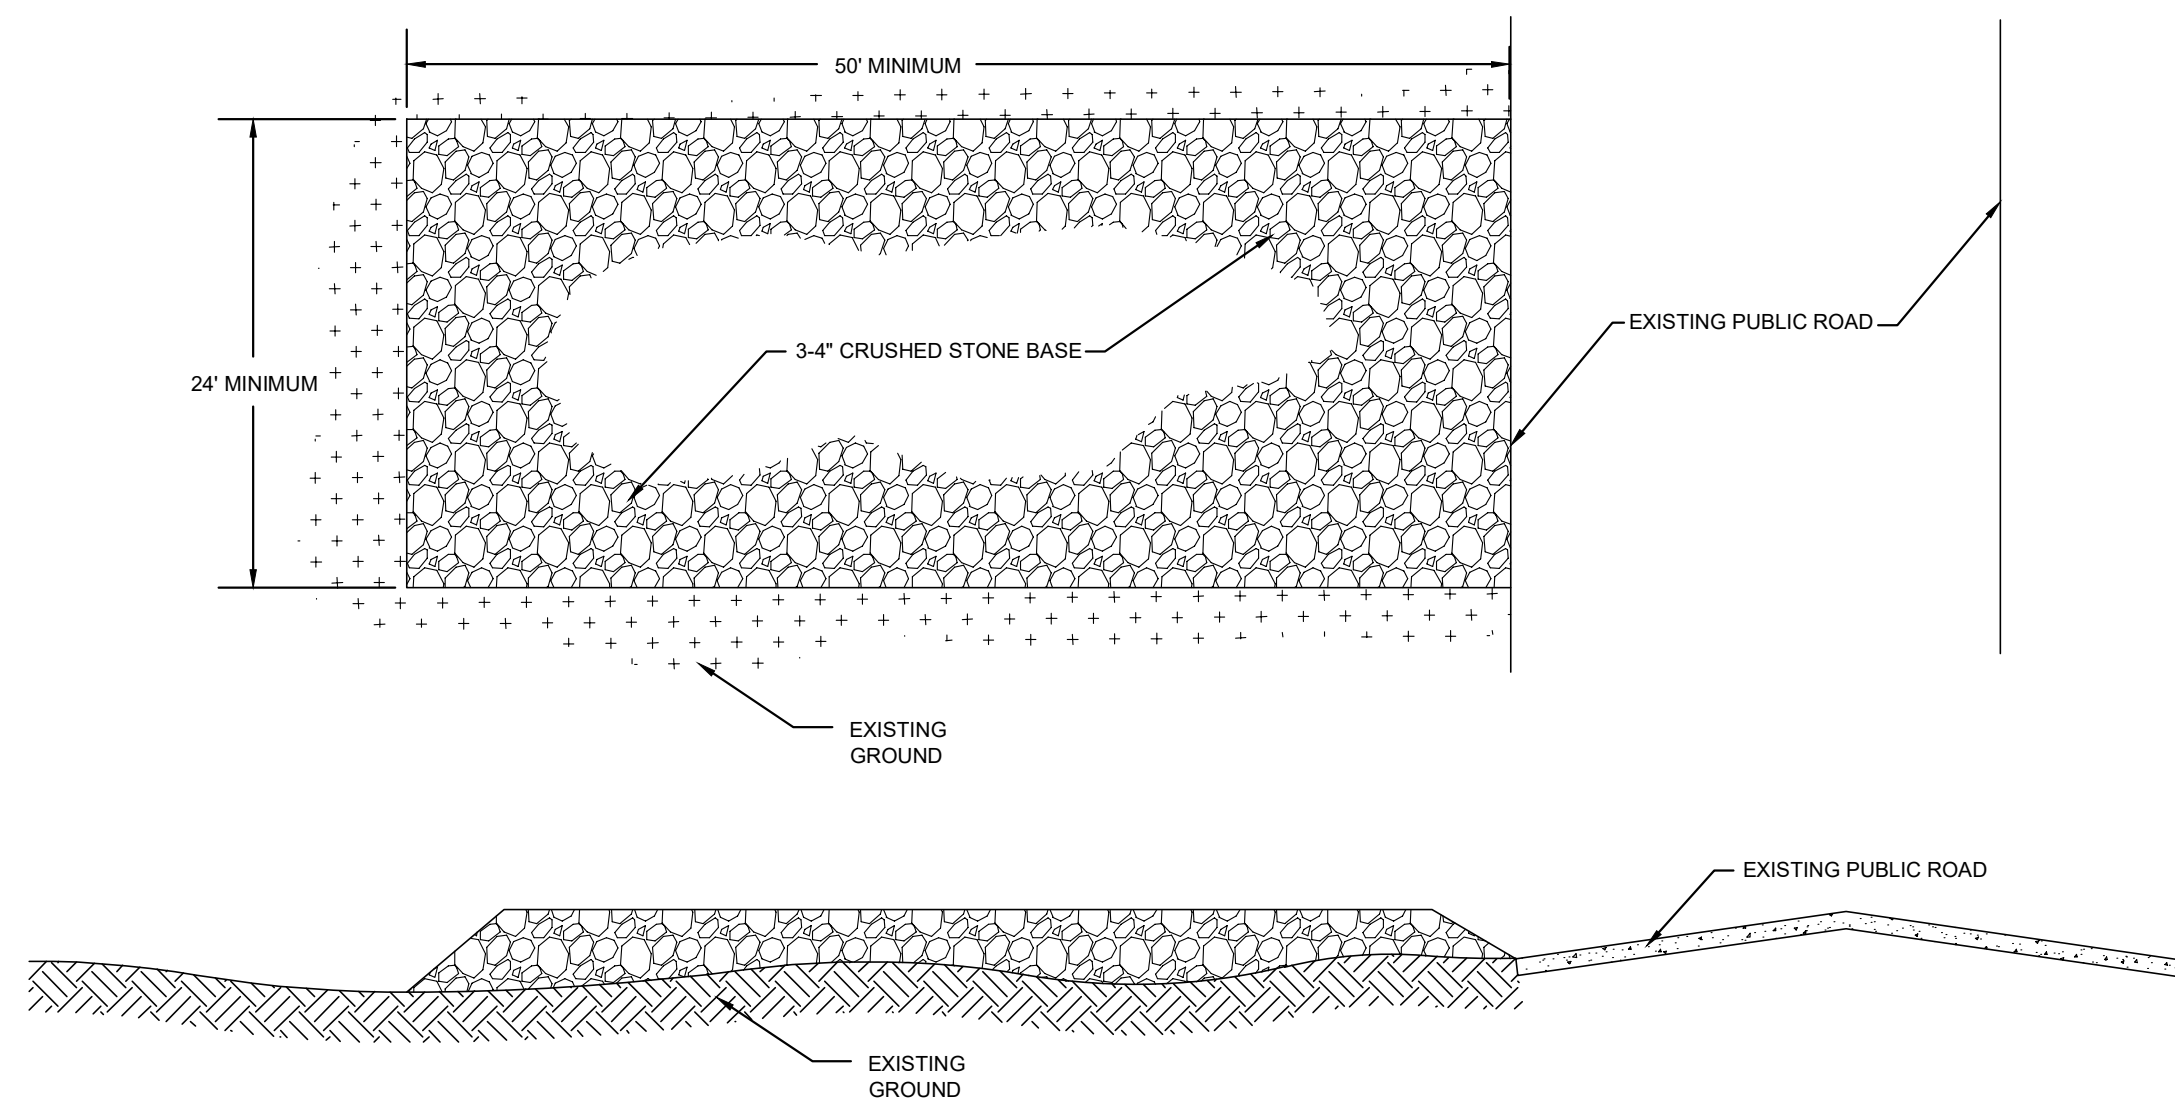 50' MINIMUM
24' MINIMUM
3-4" CRUSHED STONE BASE
EXISTING PUBLIC ROAD
EXISTING
GROUND
EXISTING PUBLIC ROAD
EXISTING
GROUND